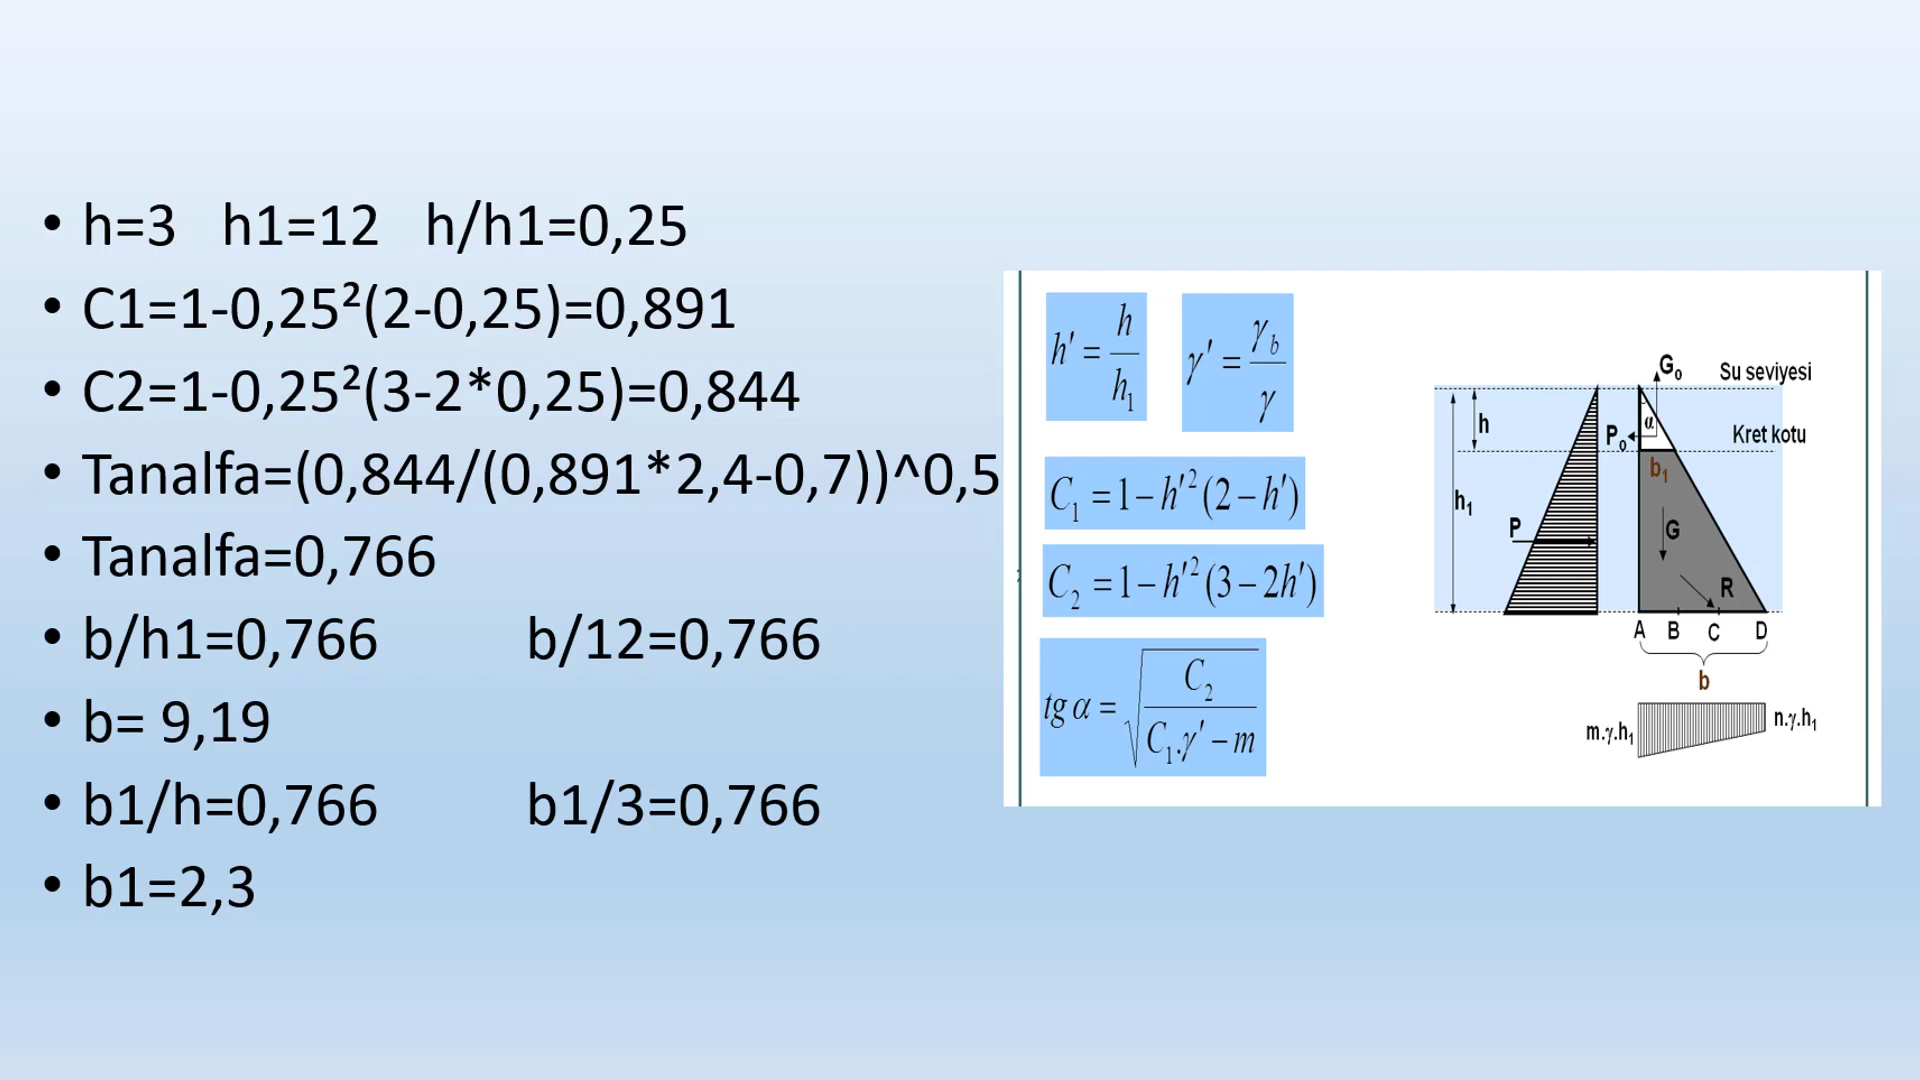 • h=3 h1=12 h/h1=0,25
• C1=1-0,25²(2-0,25)=0,891
• C2=1-0,25²(3-2*0,25)=0,844
• Tanalfa=(0,844/(0,891*2,4-0,7))^0,5
• Tanalfa=0,766
• b/h1=0,766 b/12=0,766
• b= 9,19
• b1/h=0,766 b1/3=0,766
• b1=2,3
h′ = h/h₁
γ′ = γ_b/γ
C₁ = 1 − h′²(2 − h′)
C₂ = 1 − h′²(3 − 2h′)
tg α = √(C₂/(C₁.γ′ − m))
G₀
Su seviyesi
h
α
P₀
Kret kotu
b₁
h₁
P
G
R
A B C D
b
m.γ.h₁
n.γ.h₁